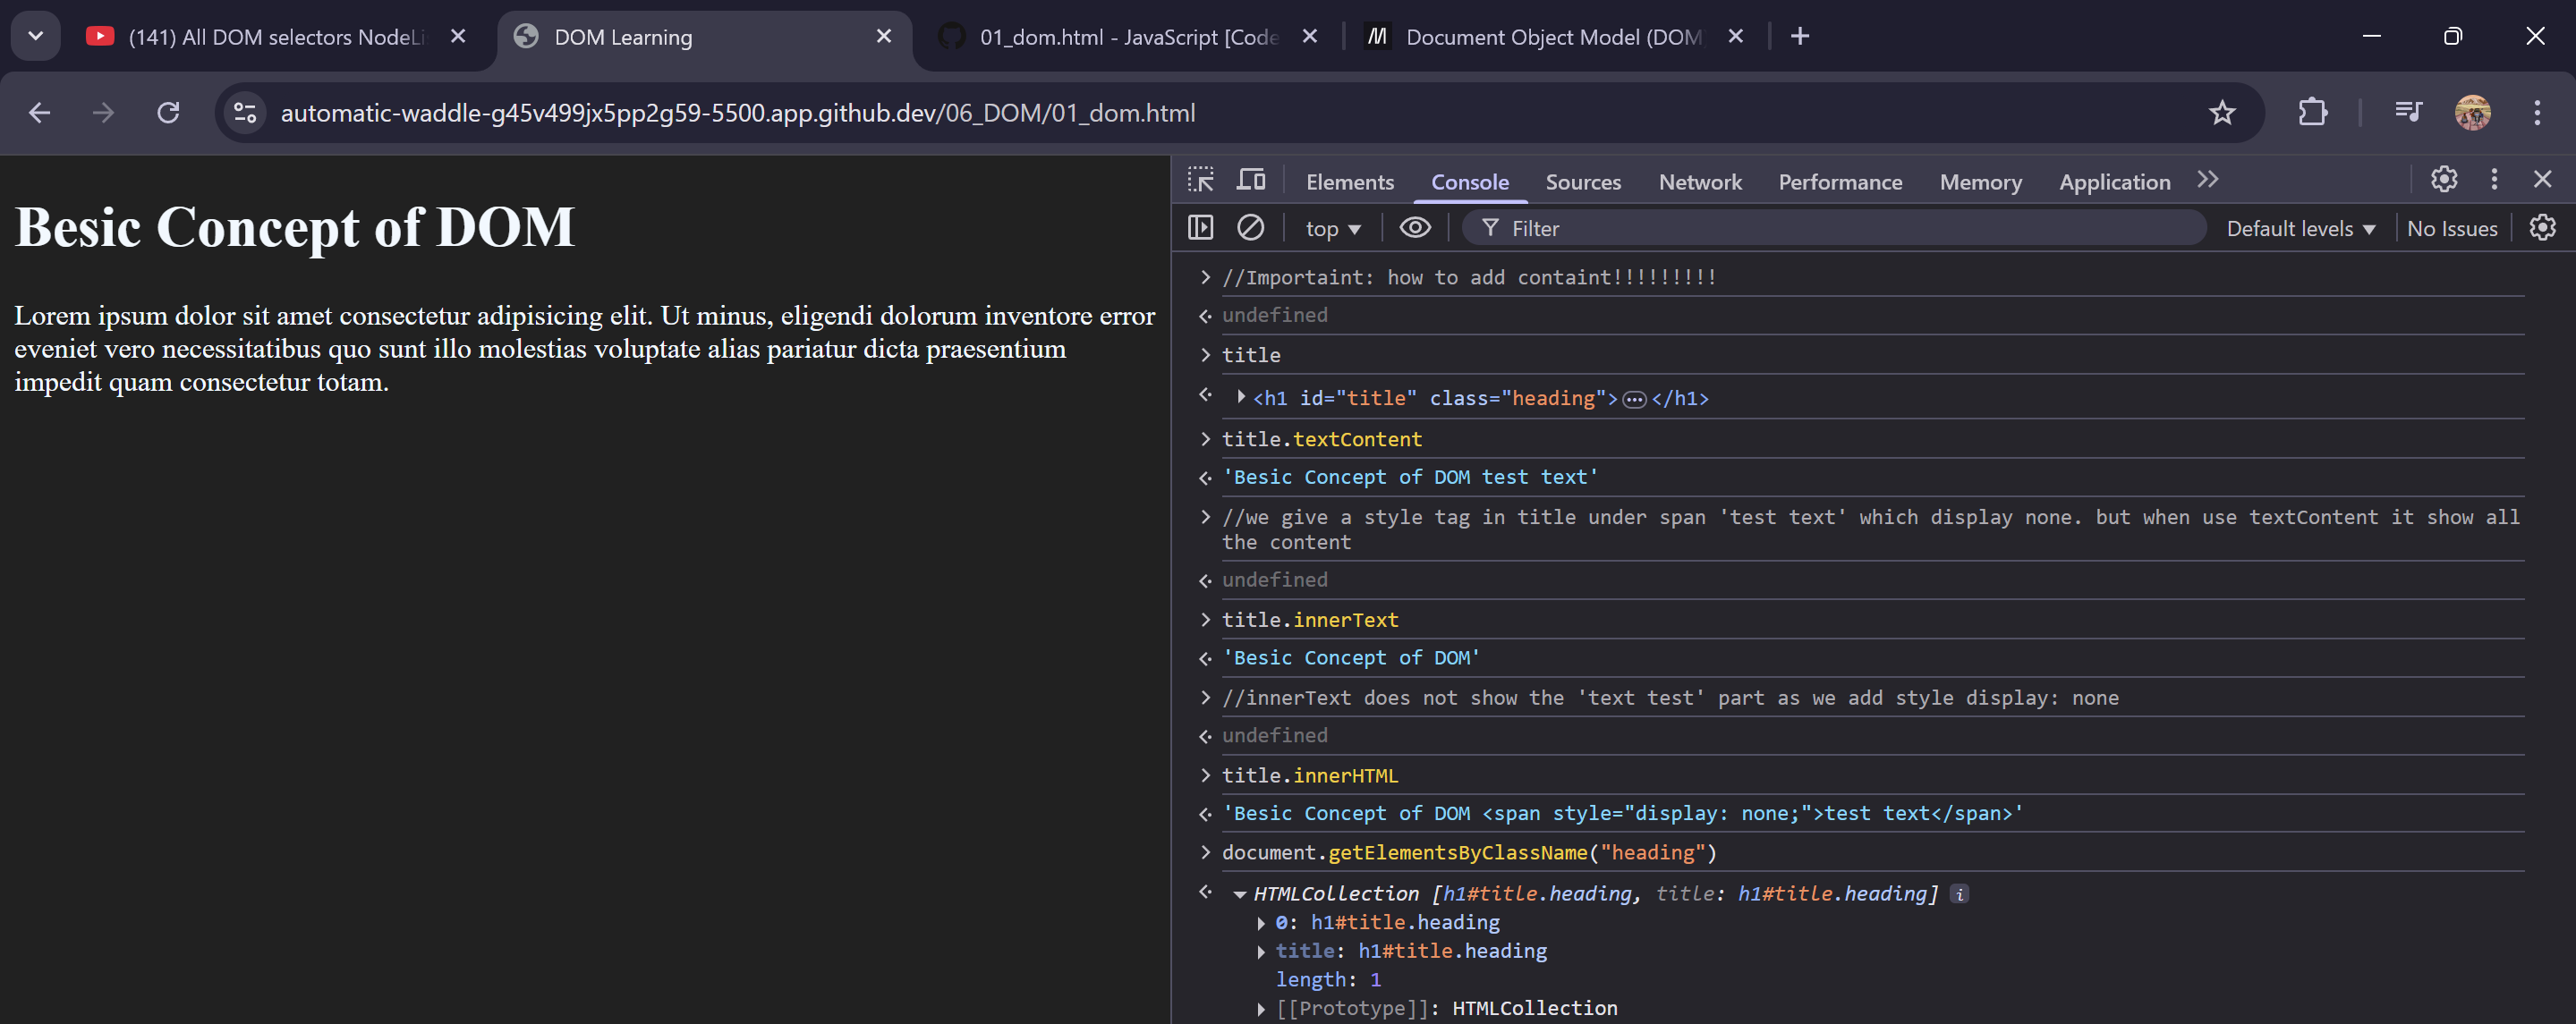 (141) All DOM selectors NodeLi
DOM Learning
01_dom.html - JavaScript [Code
Document Object Model (DOM
automatic-waddle-g45v499jx5pp2g59-5500.app.github.dev/06_DOM/01_dom.html
Besic Concept of DOM
Lorem ipsum dolor sit amet consectetur adipisicing elit. Ut minus, eligendi dolorum inventore error
eveniet vero necessitatibus quo sunt illo molestias voluptate alias pariatur dicta praesentium
impedit quam consectetur totam.
Elements Console Sources Network Performance Memory Application
top Filter Default levels No Issues
//Importaint: how to add containt!!!!!!!!!
undefined
title
<h1 id="title" class="heading">…</h1>
title.textContent
'Besic Concept of DOM test text'
//we give a style tag in title under span 'test text' which display none. but when use textContent it show all
the content
undefined
title.innerText
'Besic Concept of DOM'
//innerText does not show the 'text test' part as we add style display: none
undefined
title.innerHTML
'Besic Concept of DOM <span style="display: none;">test text</span>'
document.getElementsByClassName("heading")
HTMLCollection [h1#title.heading, title: h1#title.heading] i
0: h1#title.heading
title: h1#title.heading
length: 1
[[Prototype]]: HTMLCollection